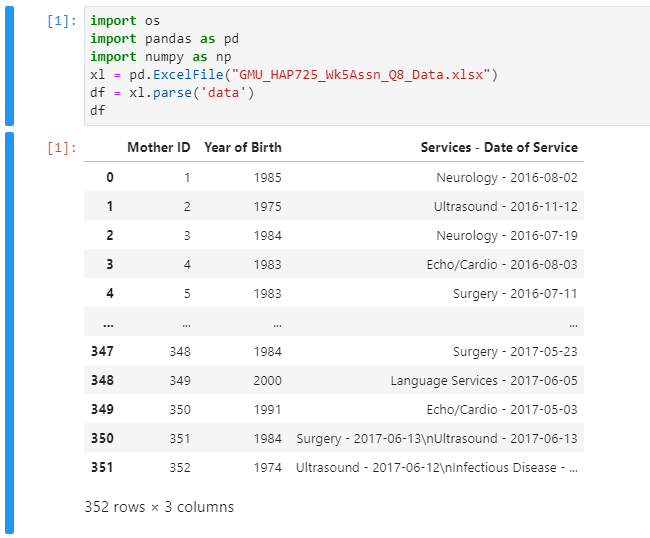 [1]: import os
import pandas as pd
import numpy as np
xl = pd.ExcelFile("GMU_HAP725_Wk5Assn_Q8_Data.xlsx")
df = xl.parse('data')
df
[1]: Mother ID Year of Birth Services - Date of Service
0 1 1985 Neurology - 2016-08-02
1 2 1975 Ultrasound - 2016-11-12
2 3 1984 Neurology - 2016-07-19
3 4 1983 Echo/Cardio - 2016-08-03
4 5 1983 Surgery - 2016-07-11
... ... ... ...
347 348 1984 Surgery - 2017-05-23
348 349 2000 Language Services - 2017-06-05
349 350 1991 Echo/Cardio - 2017-05-03
350 351 1984 Surgery - 2017-06-13\nUltrasound - 2017-06-13
351 352 1974 Ultrasound - 2017-06-12\nInfectious Disease - ...
352 rows × 3 columns